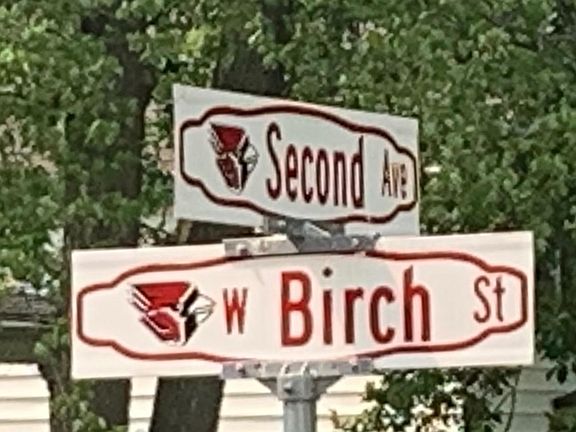 Second Ave
W Birch St